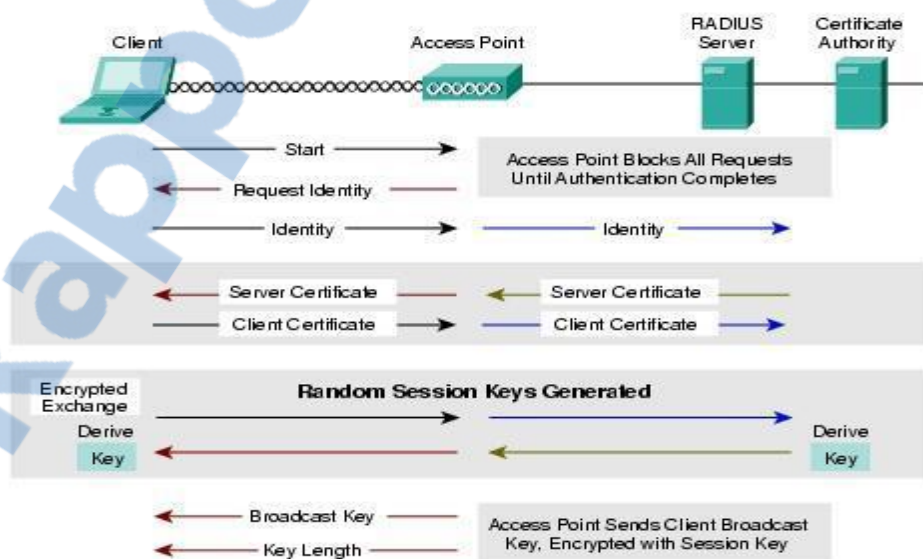 Client
Access Point
RADIUS
Server
Certificate
Authority
Start
Access Point Blocks All Requests
Until Authentication Completes
Request Identity
Identity
Identity
Server Certificate
Server Certificate
Client Certificate
Client Certificate
Encrypted
Exchange
Random Session Keys Generated
Derive
Key
Derive
Key
Broadcast Key
Access Point Sends Client Broadcast
Key, Encrypted with Session Key
Key Length